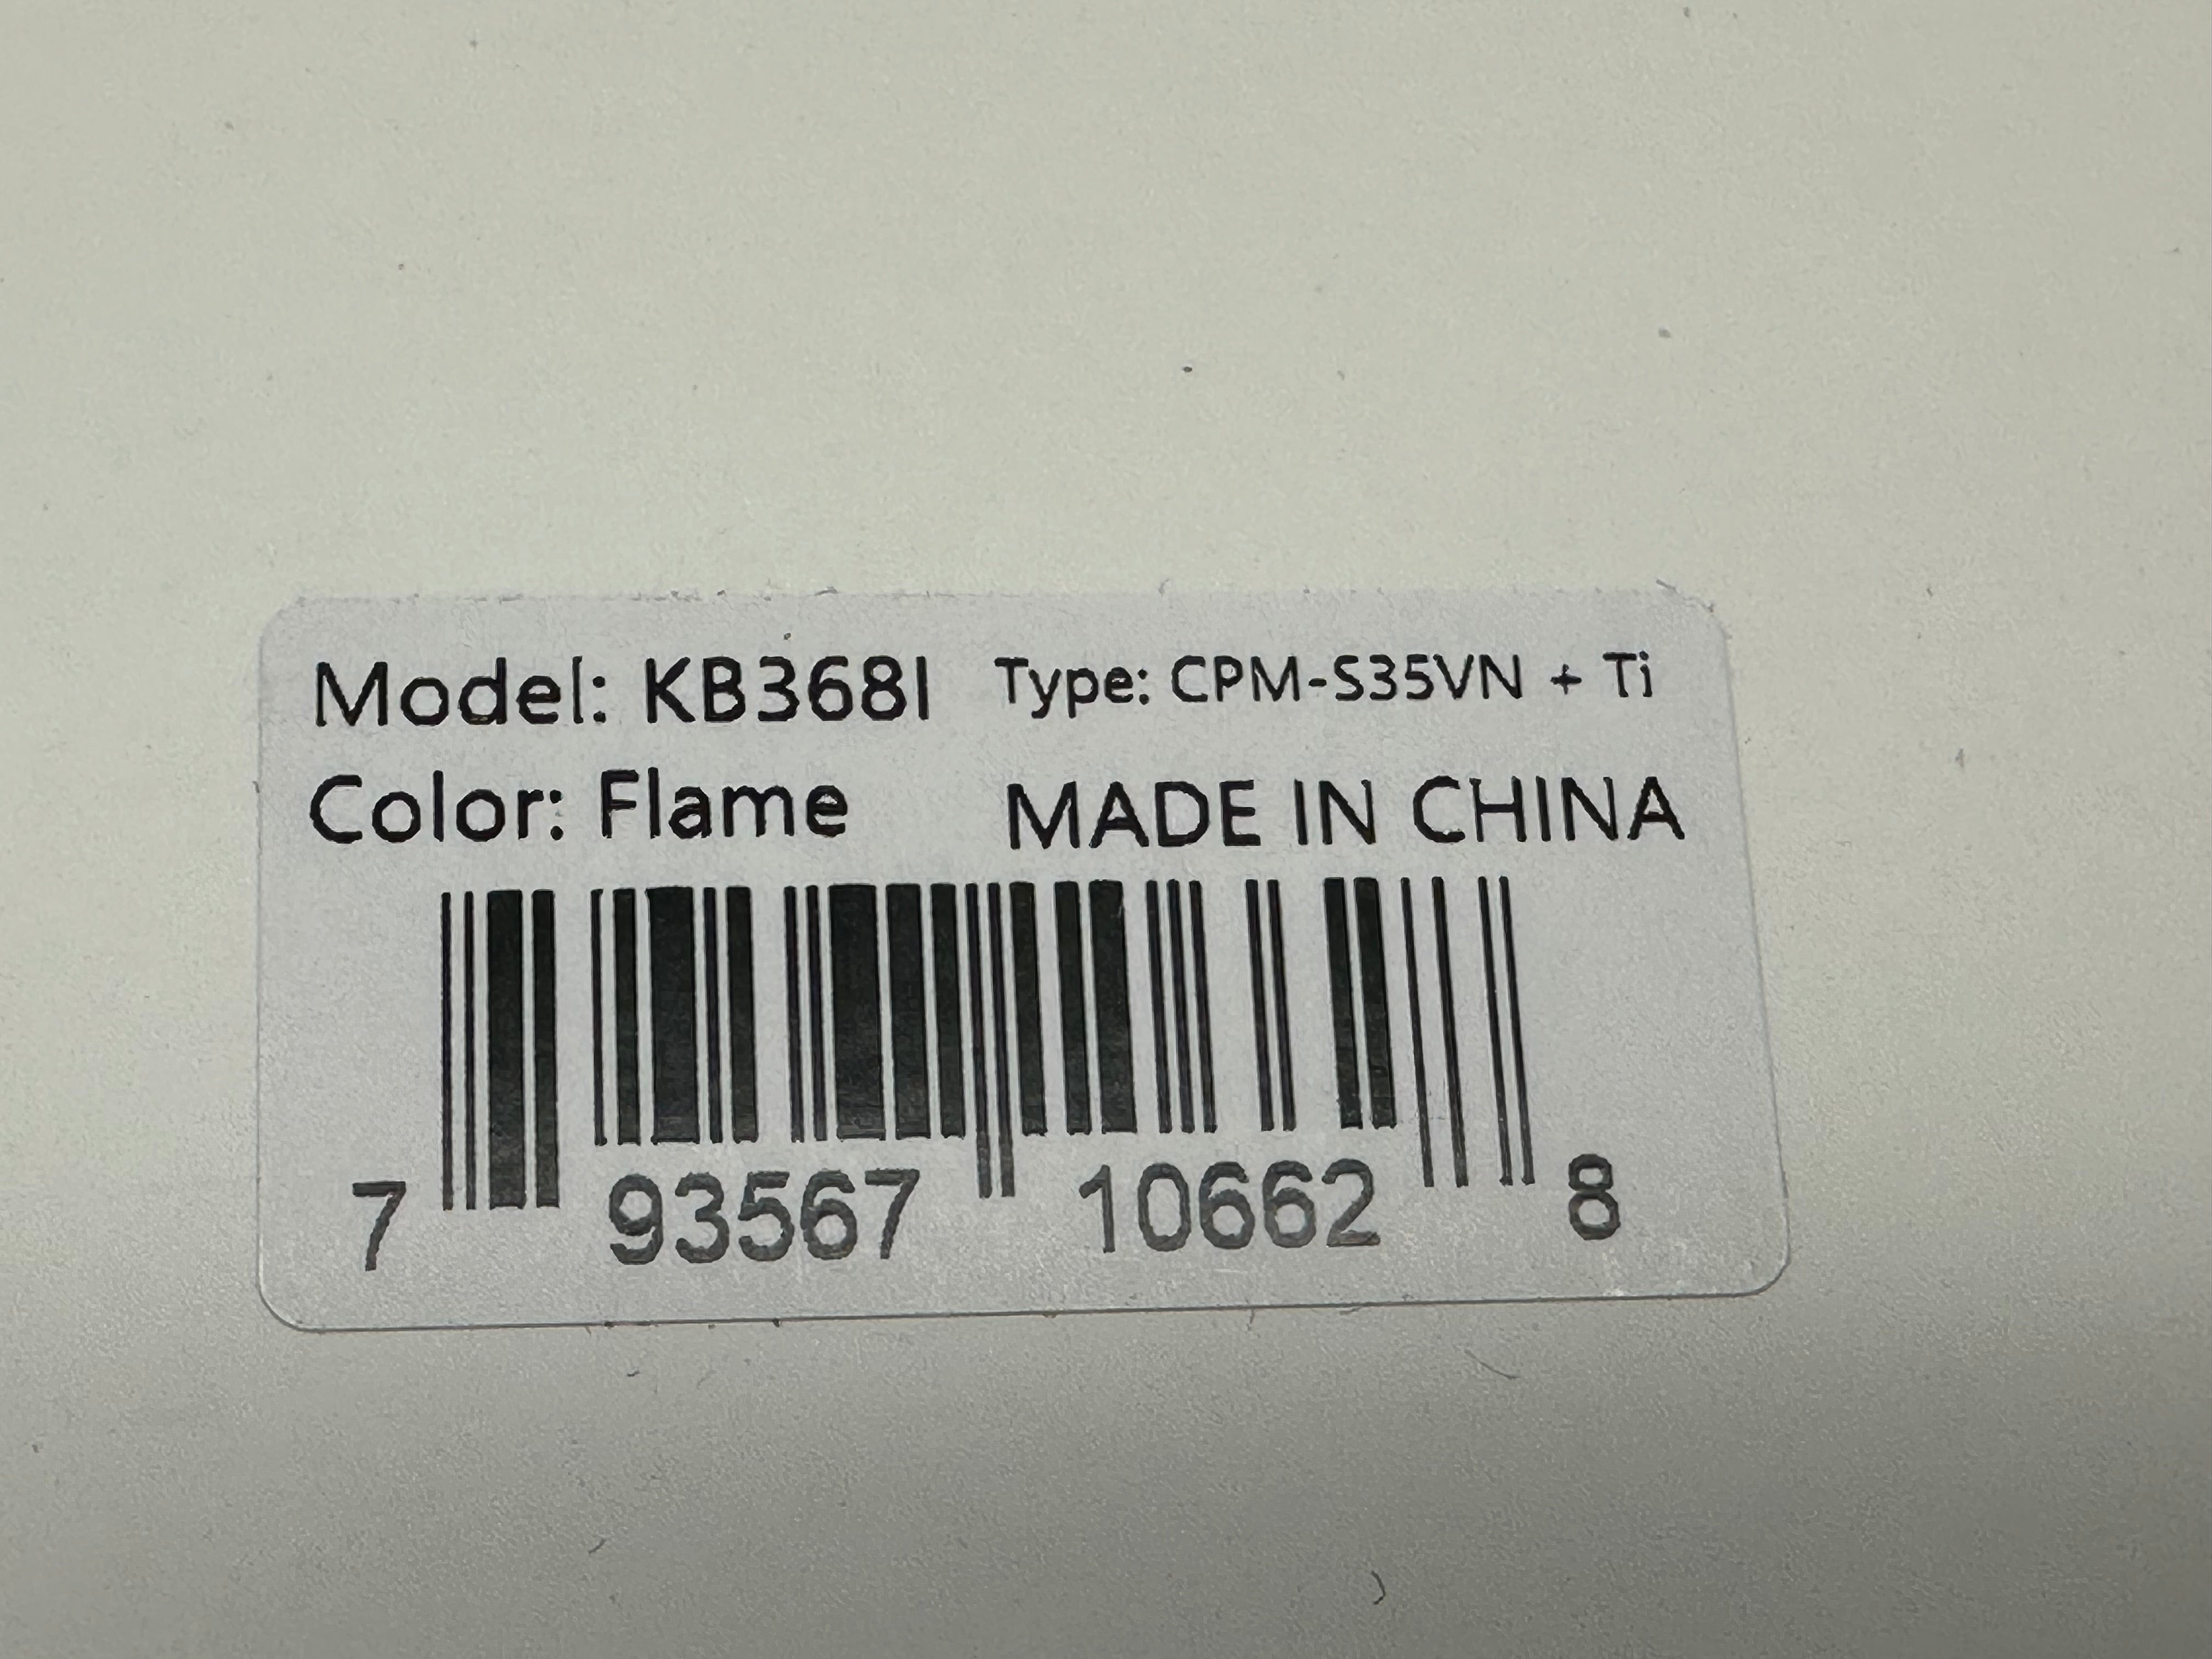 Model: KB368I Type: CPM-S35VN + Ti
Color: Flame MADE IN CHINA
7 93567 10662 8